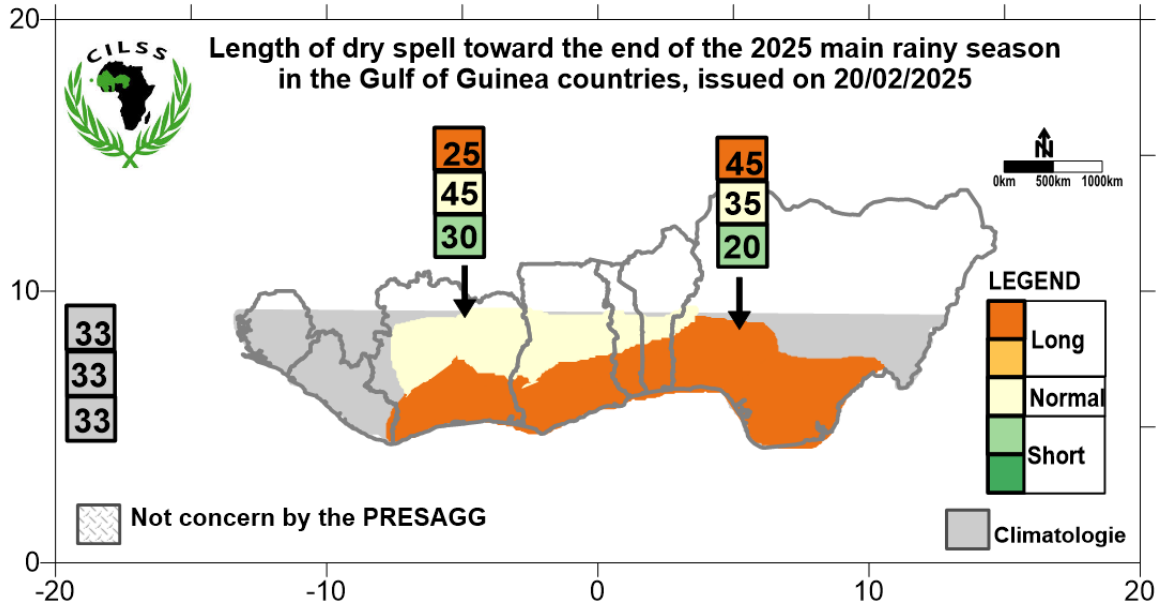 20
CILSS
Length of dry spell toward the end of the 2025 main rainy season
in the Gulf of Guinea countries, issued on 20/02/2025
N
0km 500km 1000km
25
45
30
45
35
20
10
33
33
33
LEGEND
Long
Normal
Short
Not concern by the PRESAGG
Climatologie
0
-20 -10 0 10 20